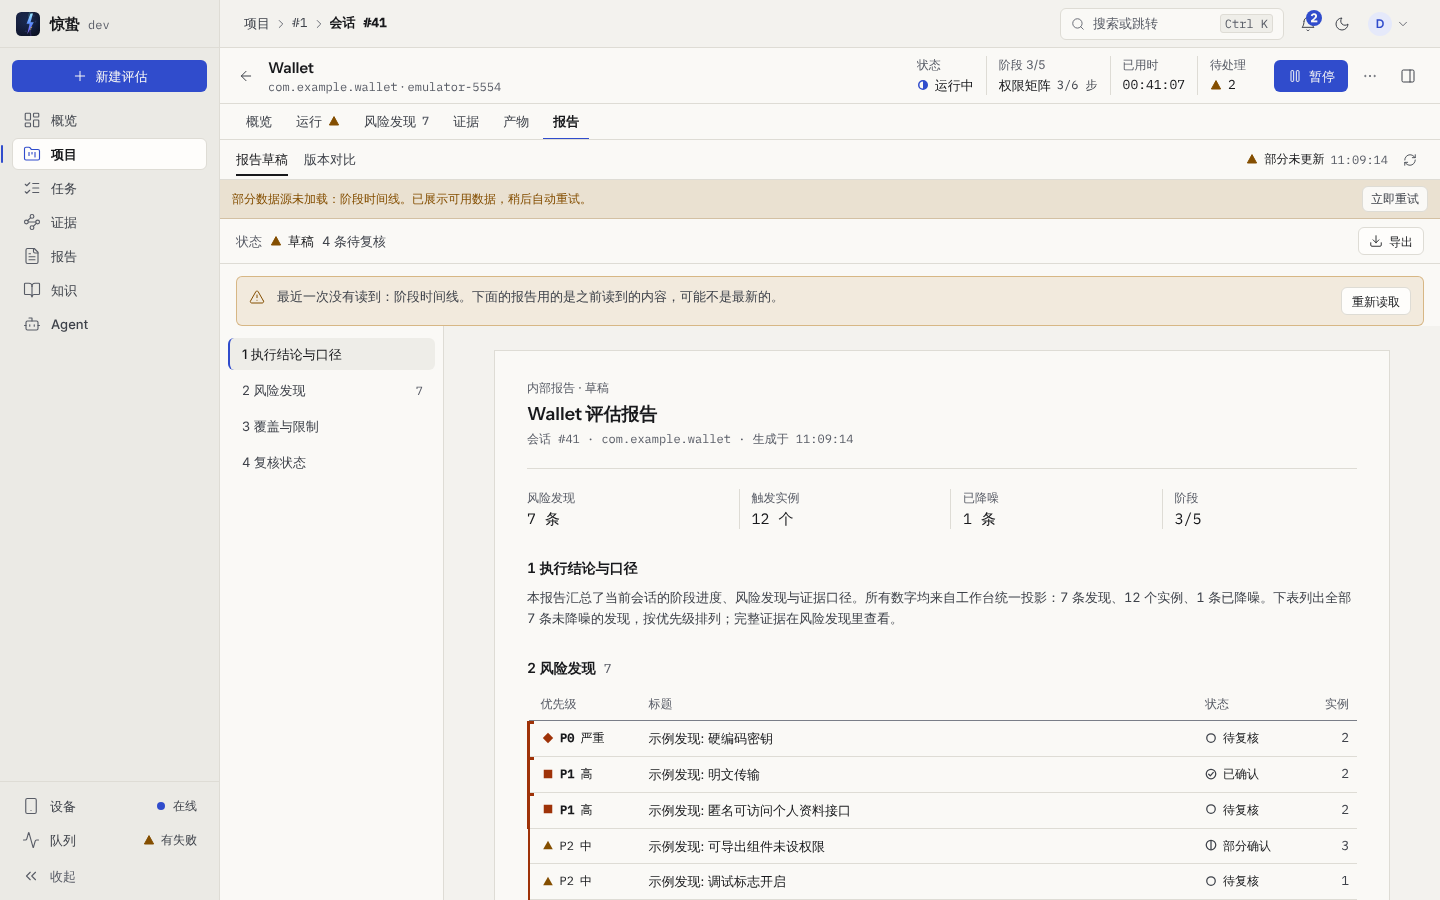 惊蛰 dev
项目 > #1 > 会话 #41
搜索或跳转 Ctrl K
2
D
新建评估
概览
项目
任务
证据
报告
知识
Agent
设备 在线
队列 有失败
收起
Wallet
com.example.wallet · emulator-5554
状态 运行中
阶段 3/5 权限矩阵 3/6 步
已用时 00:41:07
待处理 2
暂停
概览 运行 风险发现 7 证据 产物 报告
报告草稿 版本对比
部分未更新 11:09:14
部分数据源未加载：阶段时间线。已展示可用数据，稍后自动重试。 立即重试
状态 草稿 4 条待复核 导出
最近一次没有读到：阶段时间线。下面的报告用的是之前读到的内容，可能不是最新的。 重新读取
1 执行结论与口径
2 风险发现 7
3 覆盖与限制
4 复核状态
内部报告 · 草稿
Wallet 评估报告
会话 #41 · com.example.wallet · 生成于 11:09:14
风险发现 触发实例 已降噪 阶段
7 条 12 个 1 条 3/5
1 执行结论与口径
本报告汇总了当前会话的阶段进度、风险发现与证据口径。所有数字均来自工作台统一投影：7 条发现、12 个实例、1 条已降噪。下表列出全部
7 条未降噪的发现，按优先级排列；完整证据在风险发现里查看。
2 风险发现 7
优先级 标题 状态 实例
P0 严重 示例发现: 硬编码密钥 待复核 2
P1 高 示例发现: 明文传输 已确认 2
P1 高 示例发现: 匿名可访问个人资料接口 待复核 2
P2 中 示例发现: 可导出组件未设权限 部分确认 3
P2 中 示例发现: 调试标志开启 待复核 1